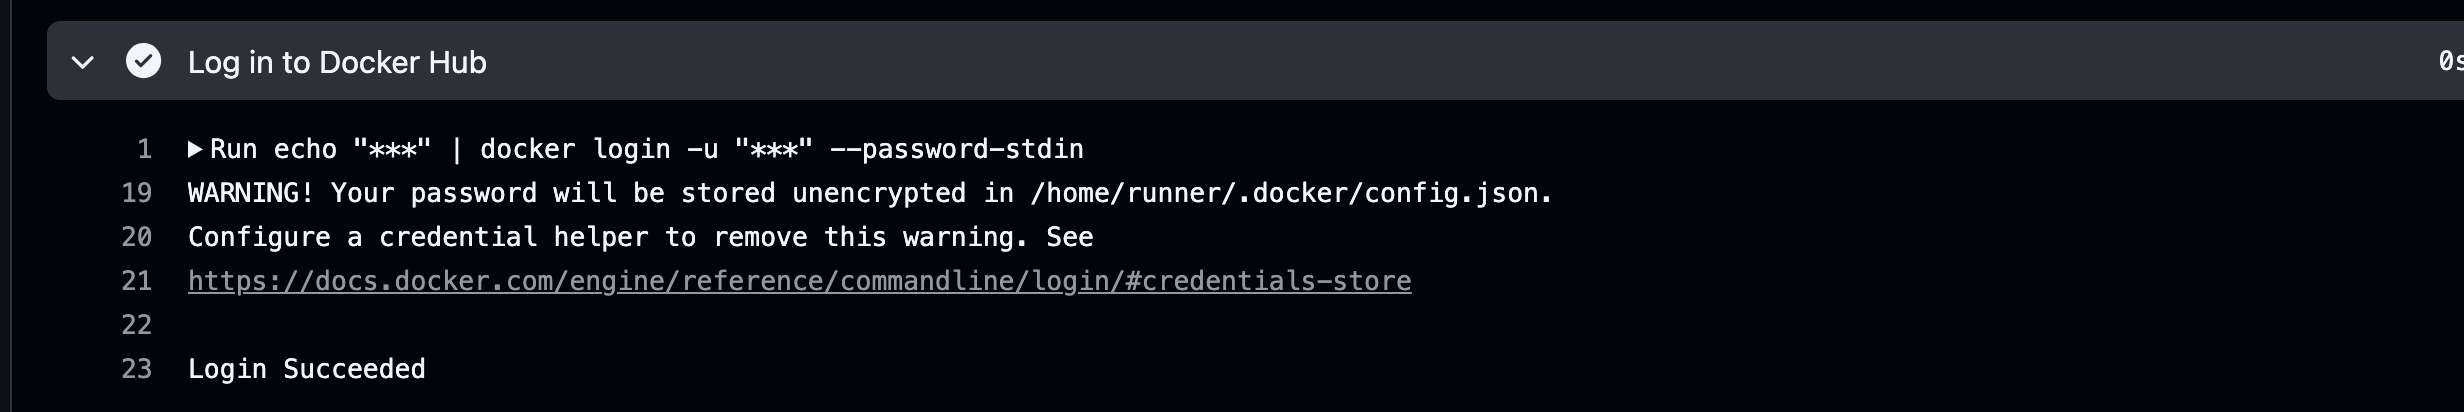 Log in to Docker Hub 0s
1 Run echo "***" | docker login -u "***" --password-stdin
19 WARNING! Your password will be stored unencrypted in /home/runner/.docker/config.json.
20 Configure a credential helper to remove this warning. See
21 https://docs.docker.com/engine/reference/commandline/login/#credentials-store
22
23 Login Succeeded